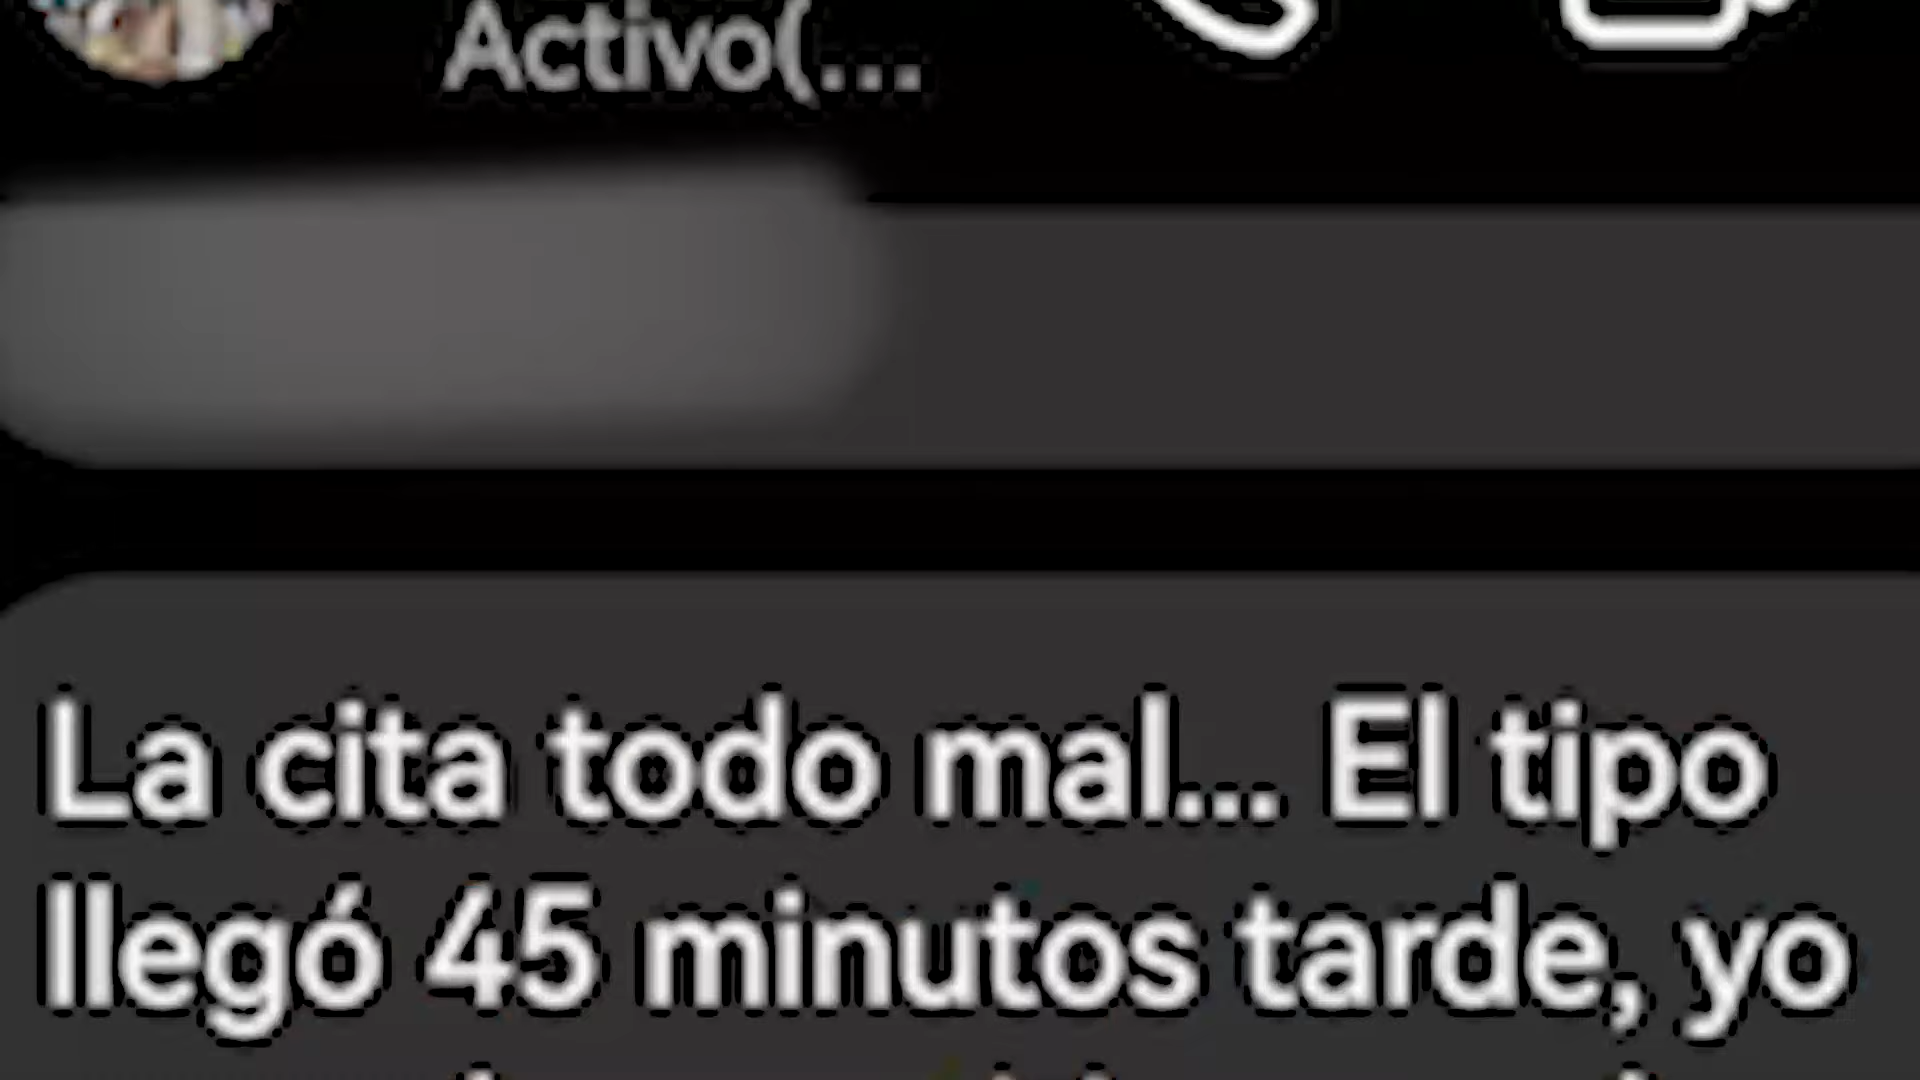 Activo(...
La cita todo mal... El tipo
llegó 45 minutos tarde, yo